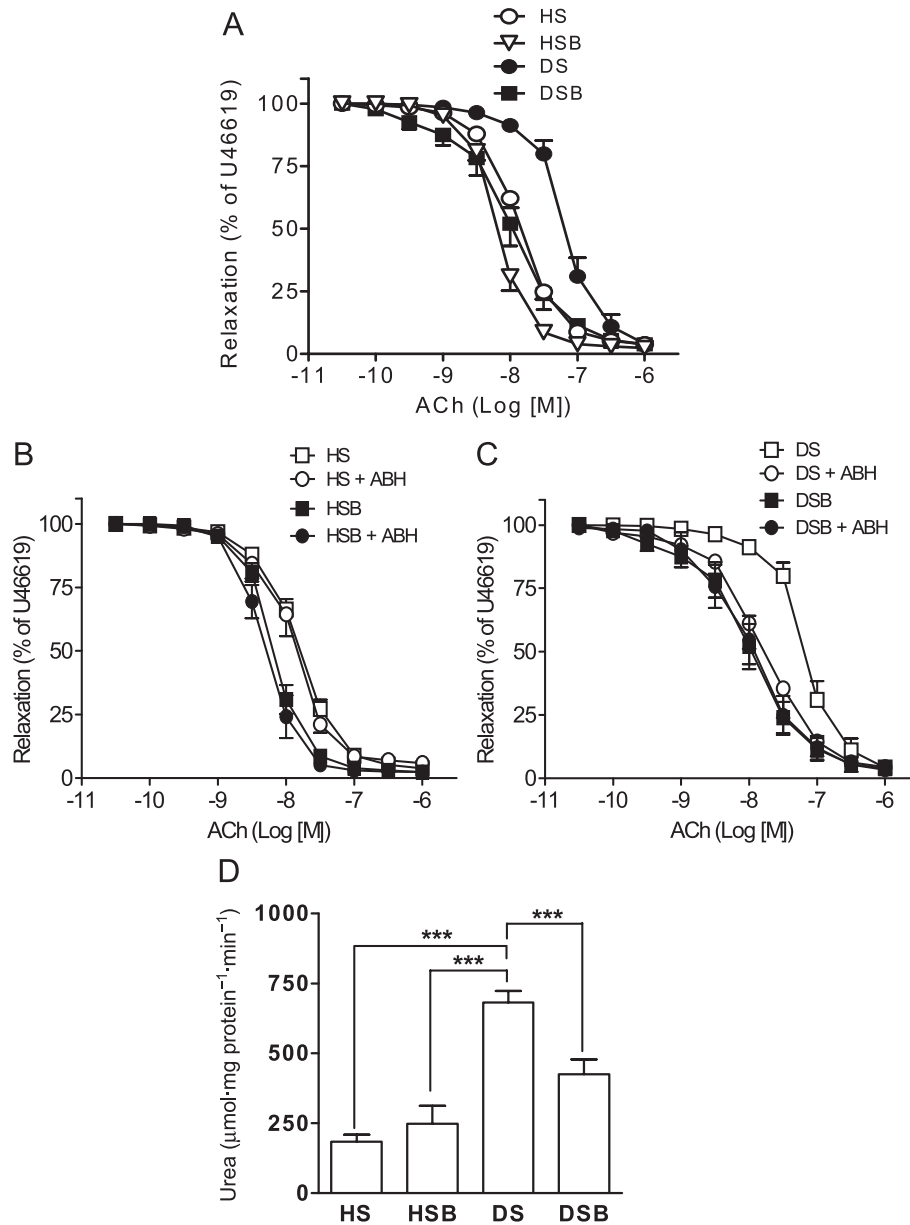 A
HS
HSB
DS
DSB
Relaxation (% of U46619)
100
75
50
25
0
-11 -10 -9 -8 -7 -6
ACh (Log [M])
B
HS
HS + ABH
HSB
HSB + ABH
Relaxation (% of U46619)
100
75
50
25
0
-11 -10 -9 -8 -7 -6
ACh (Log [M])
C
DS
DS + ABH
DSB
DSB + ABH
Relaxation (% of U46619)
100
75
50
25
0
-11 -10 -9 -8 -7 -6
ACh (Log [M])
D
Urea (μmol·mg protein⁻¹·min⁻¹)
1000
750
500
250
0
***
***
***
HS HSB DS DSB